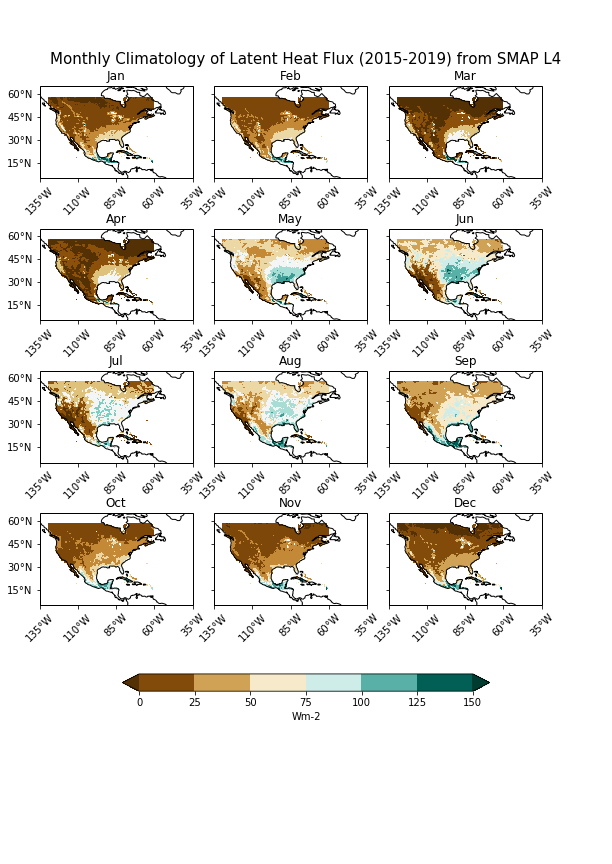 Monthly Climatology of Latent Heat Flux (2015-2019) from SMAP L4
Jan Feb Mar
60°N
45°N
30°N
15°N
135°W 110°W 85°W 60°W 35°W 135°W 110°W 85°W 60°W 35°W 135°W 110°W 85°W 60°W 35°W
Apr May Jun
60°N
45°N
30°N
15°N
135°W 110°W 85°W 60°W 35°W 135°W 110°W 85°W 60°W 35°W 135°W 110°W 85°W 60°W 35°W
Jul Aug Sep
60°N
45°N
30°N
15°N
135°W 110°W 85°W 60°W 35°W 135°W 110°W 85°W 60°W 35°W 135°W 110°W 85°W 60°W 35°W
Oct Nov Dec
60°N
45°N
30°N
15°N
135°W 110°W 85°W 60°W 35°W 135°W 110°W 85°W 60°W 35°W 135°W 110°W 85°W 60°W 35°W
0 25 50 75 100 125 150
Wm-2